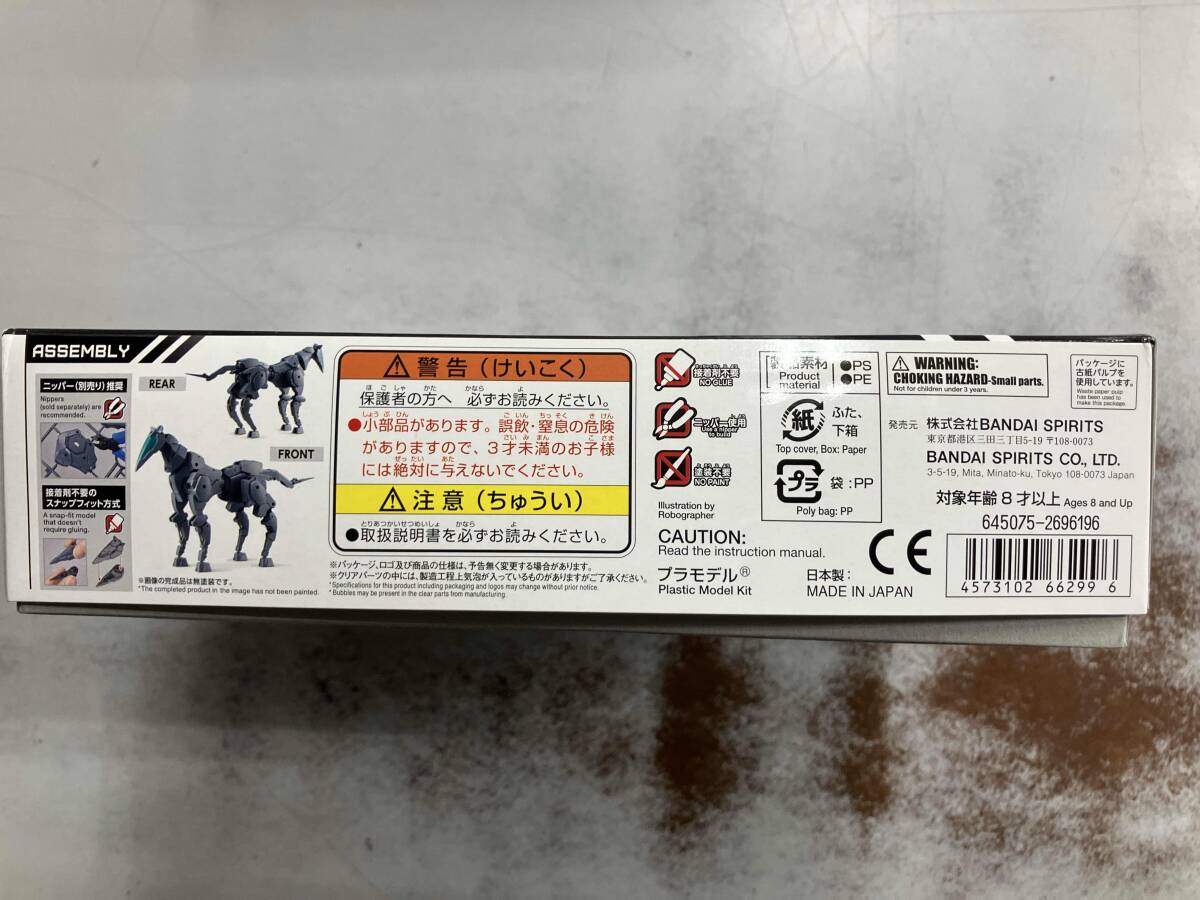 ASSEMBLY
ニッパー(別売り)推奨
Nippers
(sold separately) are
recommended.
接着剤不要の
スナップフィット方式
A snap-fit model
that doesn't
require gluing.
REAR
FRONT
※画像の完成品は無塗装です。
*The completed product in the image has not been painted.
⚠警告(けいこく)
保護者の方へ 必ずお読みください。
●小部品があります。誤飲・窒息の危険
がありますので、3才未満のお子様
には絶対に与えないでください。
⚠注意(ちゅうい)
●取扱説明書を必ずお読みください。
※パッケージ、ロゴ及び商品の仕様は、予告無く変更する場合があります。
※クリアパーツの中には、製造工程上気泡が入っているものがありますがご了承ください。
*Specifications for this product including packaging and logos may change without prior notice.
*Bubbles may be present in the clear parts from manufacturing.
接着剤不要
NO GLUE
ニッパー使用
Use a nipper
to build
塗装不要
NO PAINT
Illustration by
Robographer
CAUTION:
Read the instruction manual.
プラモデル®
Plastic Model Kit
製品素材
Product
material
●PS
●PE
紙
ふた、
下箱
Top cover, Box: Paper
プラ
袋:PP
Poly bag: PP
日本製:
MADE IN JAPAN
CE
⚠WARNING:
CHOKING HAZARD-Small parts.
Not for children under 3 years.
パッケージに
古紙パルプを
使用しています。
Waste paper pulp
has been used to
make this package.
発売元 株式会社BANDAI SPIRITS
東京都港区三田三丁目5-19 〒108-0073
BANDAI SPIRITS CO., LTD.
3-5-19, Mita, Minato-ku, Tokyo 108-0073 Japan
対象年齢8才以上 Ages 8 and Up
645075-2696196
4573102 662996